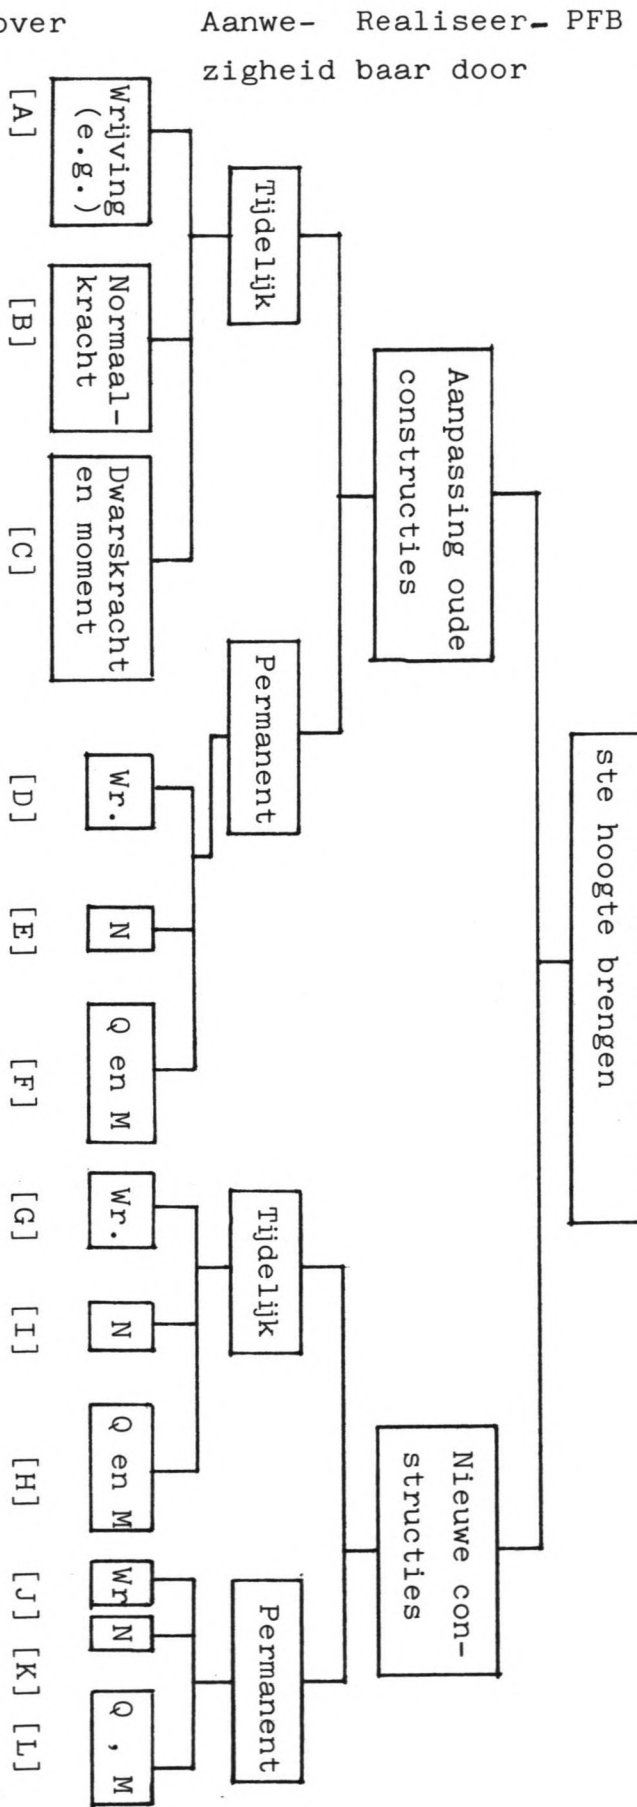 over Aanwe- Realiseer- PFB
zigheid baar door
ste hoogte brengen
Aanpassing oude
constructies
Nieuwe con-
structies
Tijdelijk
Permanent
Tijdelijk
Permanent
Wrijving
(e.g.)
Normaal-
kracht
Dwarskracht
en moment
Wr.
N
Q en M
Wr.
N
Q en M
Wr
N
Q , M
[A]
[B]
[C]
[D]
[E]
[F]
[G]
[I]
[H]
[J]
[K]
[L]